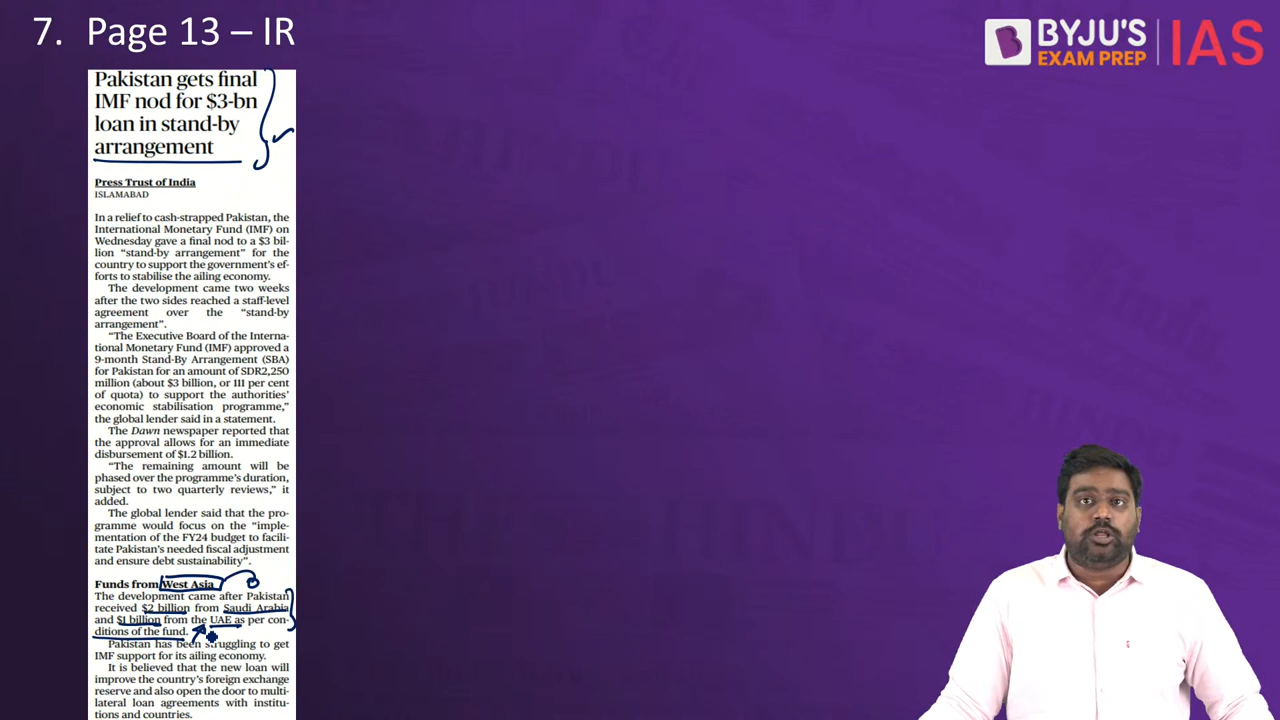 7. Page 13 – IR
BYJU'S
EXAM PREP
IAS
Pakistan gets final
IMF nod for $3-bn
loan in stand-by
arrangement
Press Trust of India
ISLAMABAD
In a relief to cash-strapped Pakistan, the
International Monetary Fund (IMF) on
Wednesday gave a final nod to a $3 bil-
lion “stand-by arrangement” for the
country to support the government’s ef-
forts to stabilise the ailing economy.
The development came two weeks
after the two sides reached a staff-level
agreement over the “stand-by
arrangement”.
“The Executive Board of the Interna-
tional Monetary Fund (IMF) approved a
9-month Stand-By Arrangement (SBA)
for Pakistan for an amount of SDR2,250
million (about $3 billion, or 111 per cent
of quota) to support the authorities’
economic stabilisation programme,”
the global lender said in a statement.
The Dawn newspaper reported that
the approval allows for an immediate
disbursement of $1.2 billion.
“The remaining amount will be
phased over the programme’s duration,
subject to two quarterly reviews,” it
added.
The global lender said that the pro-
gramme would focus on the “imple-
mentation of the FY24 budget to facili-
tate Pakistan’s needed fiscal adjustment
and ensure debt sustainability”.
Funds from West Asia
The development came after Pakistan
received $2 billion from Saudi Arabia
and $1 billion from the UAE as per con-
ditions of the fund.
Pakistan has been struggling to get
IMF support for its ailing economy.
It is believed that the new loan will
improve the country’s foreign exchange
reserve and also open the door to multi-
lateral loan agreements with institu-
tions and countries.